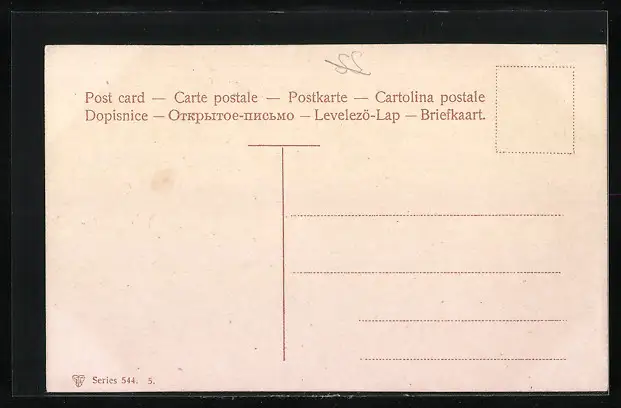 Post card — Carte postale — Postkarte — Cartolina postale
Dopisnice — Открытое-письмо — Levelező-Lap — Briefkaart.
Series 544. 5.